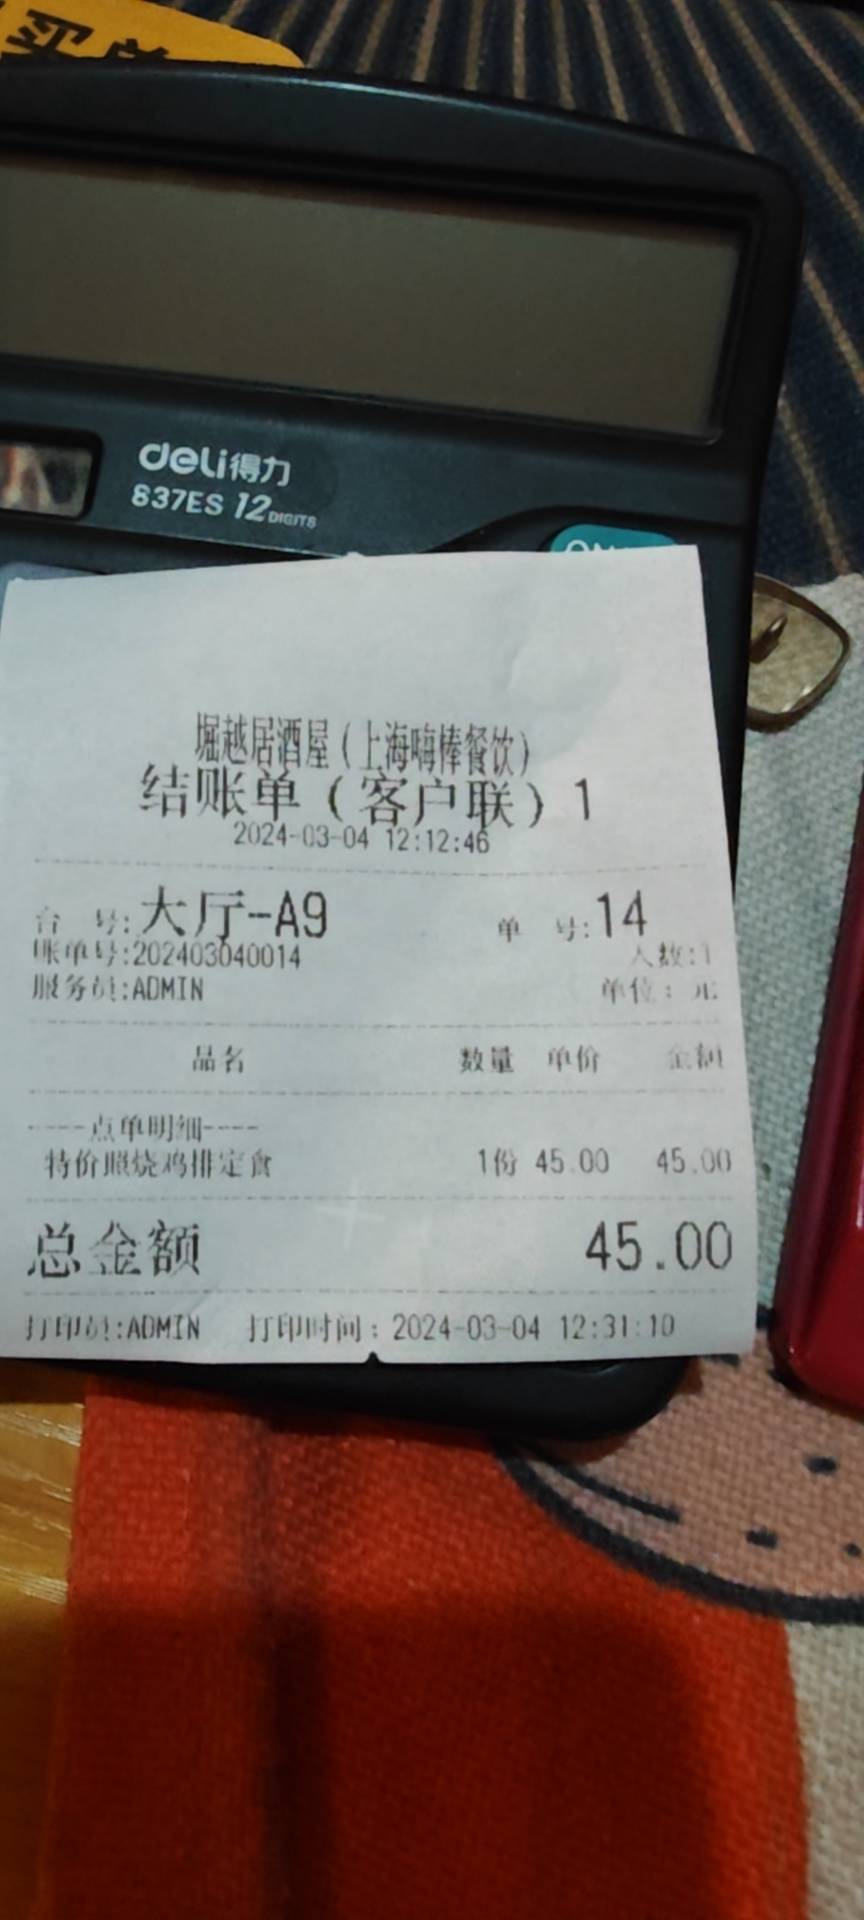 买单
deli得力
837ES 12 DIGITS
ON
堀越居酒屋（上海嗨棒餐饮）
结账单（客户联）1
2024-03-04 12:12:46
台 号:大厅-A9 单 号:14
账单号:202403040014 人数:1
服务员:ADMIN 单位：元
品名 数量 单价 金额
----点单明细----
特价照烧鸡排定食 1份 45.00 45.00
总金额 45.00
打印员:ADMIN 打印时间：2024-03-04 12:31:10